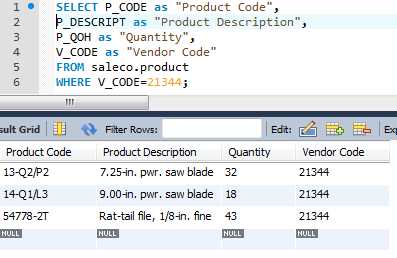 1 SELECT P_CODE as "Product Code",
2 P_DESCRIPT as "Product Description",
3 P_QOH as "Quantity",
4 V_CODE as "Vendor Code"
5 FROM saleco.product
6 WHERE V_CODE=21344;
sult Grid Filter Rows: Edit: Exp
Product Code Product Description Quantity Vendor Code
13-Q2/P2 7.25-in. pwr. saw blade 32 21344
14-Q1/L3 9.00-in. pwr. saw blade 18 21344
54778-2T Rat-tail file, 1/8-in. fine 43 21344
NULL NULL NULL NULL